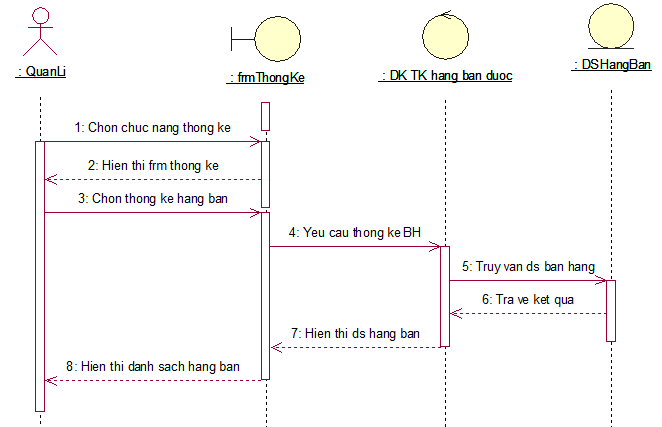 : QuanLi
: frmThongKe
: DK TK hang ban duoc
: DSHangBan
1: Chon chuc nang thong ke
2: Hien thi frm thong ke
3: Chon thong ke hang ban
4: Yeu cau thong ke BH
5: Truy van ds ban hang
6: Tra ve ket qua
7: Hien thi ds hang ban
8: Hien thi danh sach hang ban